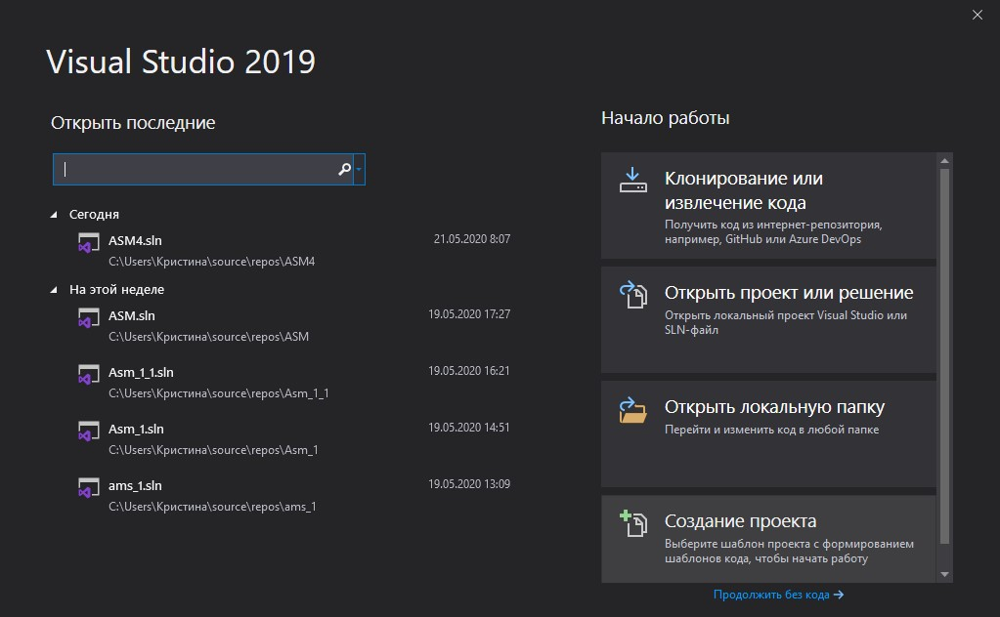 Visual Studio 2019
Открыть последние
Сегодня
ASM4.sln 21.05.2020 8:07
C:\Users\Кристина\source\repos\ASM4
На этой неделе
ASM.sln 19.05.2020 17:27
C:\Users\Кристина\source\repos\ASM
Asm_1_1.sln 19.05.2020 16:21
C:\Users\Кристина\source\repos\Asm_1_1
Asm_1.sln 19.05.2020 14:51
C:\Users\Кристина\source\repos\Asm_1
ams_1.sln 19.05.2020 13:09
C:\Users\Кристина\source\repos\ams_1
Начало работы
Клонирование или
извлечение кода
Получить код из интернет-репозитория,
например, GitHub или Azure DevOps
Открыть проект или решение
Открыть локальный проект Visual Studio или
SLN-файл
Открыть локальную папку
Перейти и изменить код в любой папке
Создание проекта
Выберите шаблон проекта с формированием
шаблонов кода, чтобы начать работу
Продолжить без кода →